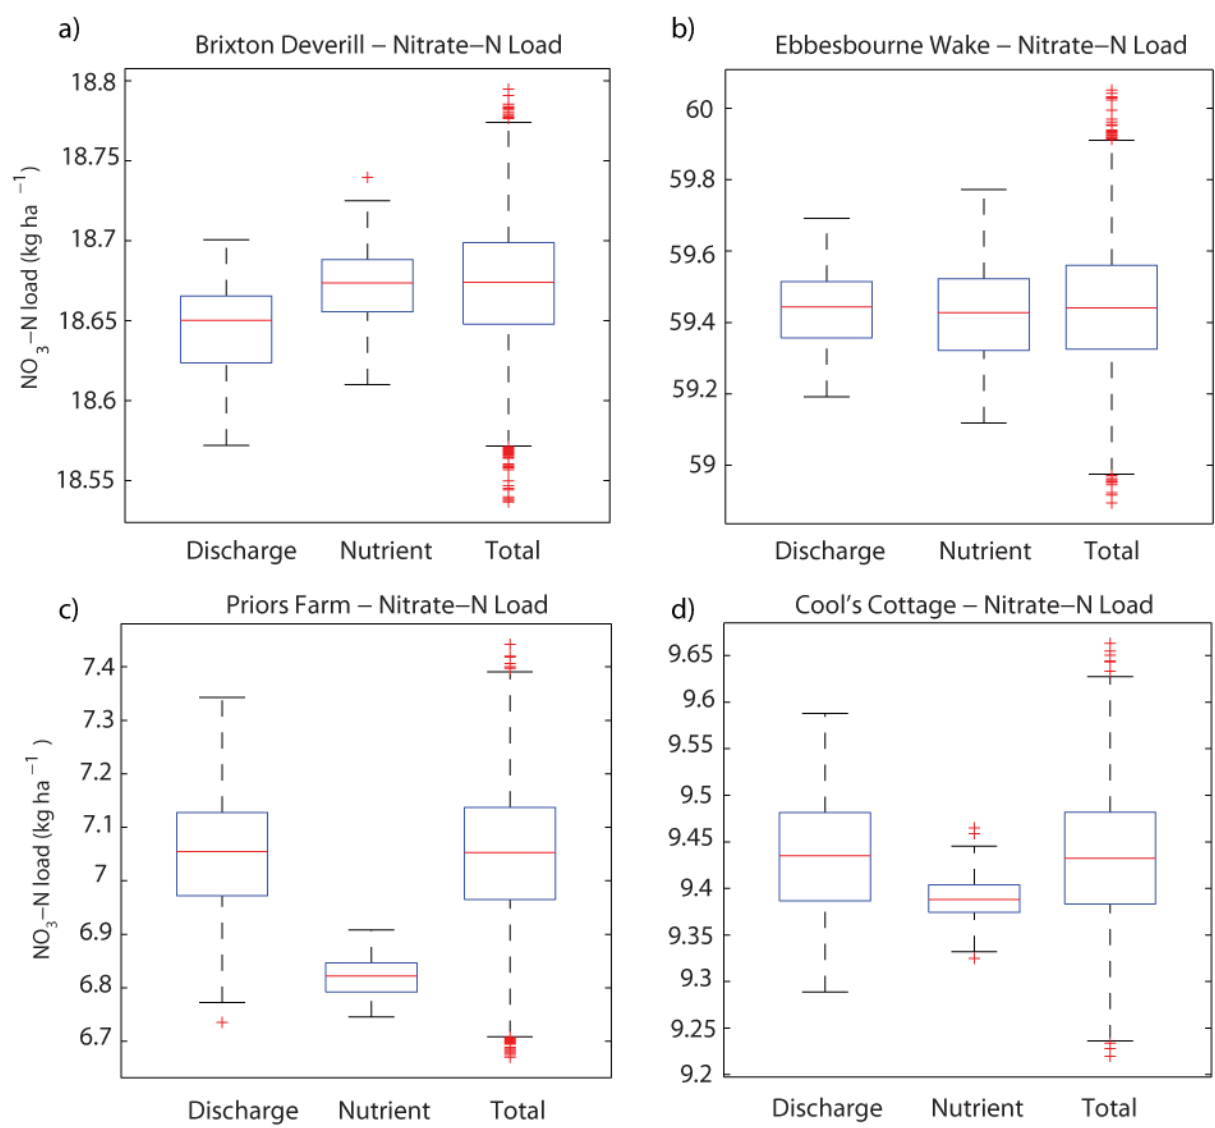 a)
Brixton Deverill – Nitrate–N Load
NO3–N load (kg ha–1)
18.8
18.75
18.7
18.65
18.6
18.55
Discharge Nutrient Total
b)
Ebbesbourne Wake – Nitrate–N Load
60
59.8
59.6
59.4
59.2
59
Discharge Nutrient Total
c)
Priors Farm – Nitrate–N Load
NO3–N load (kg ha–1)
7.4
7.3
7.2
7.1
7
6.9
6.8
6.7
Discharge Nutrient Total
d)
Cool's Cottage – Nitrate–N Load
9.65
9.6
9.55
9.5
9.45
9.4
9.35
9.3
9.25
9.2
Discharge Nutrient Total